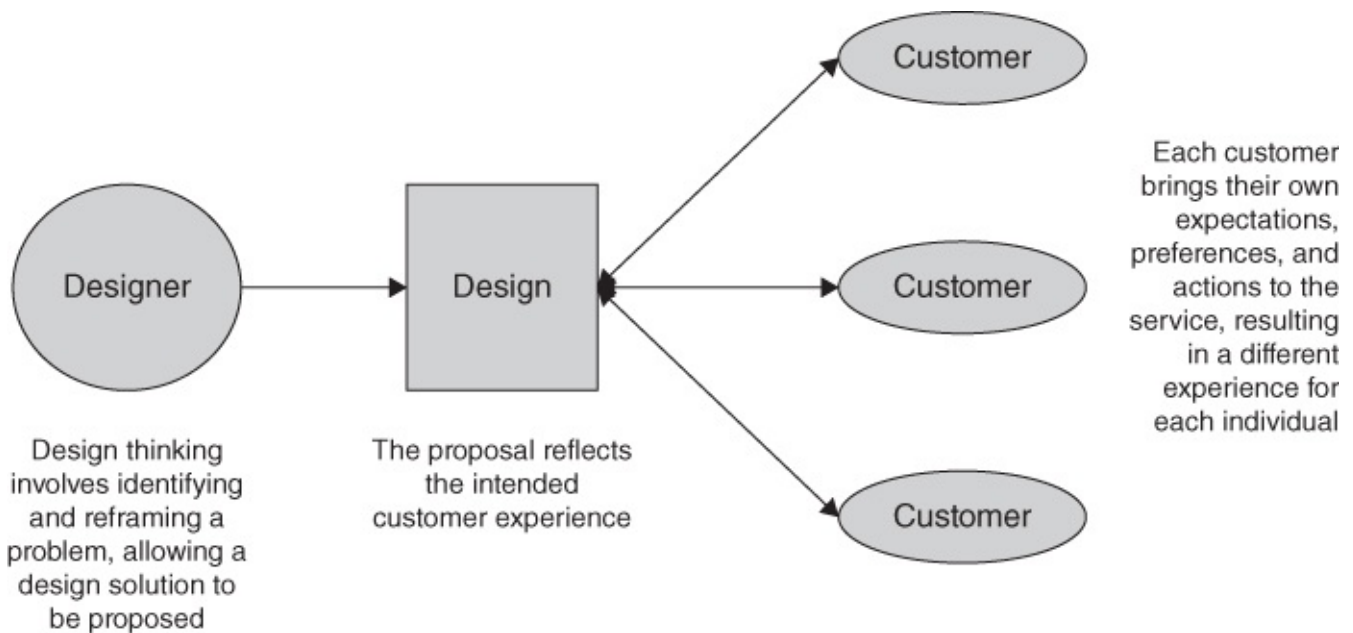 Customer
Each customer
brings their own
expectations,
preferences, and
actions to the
service, resulting
in a different
experience for
each individual
Designer
Design
Customer
Design thinking
involves identifying
and reframing a
problem, allowing a
design solution to
be proposed
The proposal reflects
the intended
customer experience
Customer